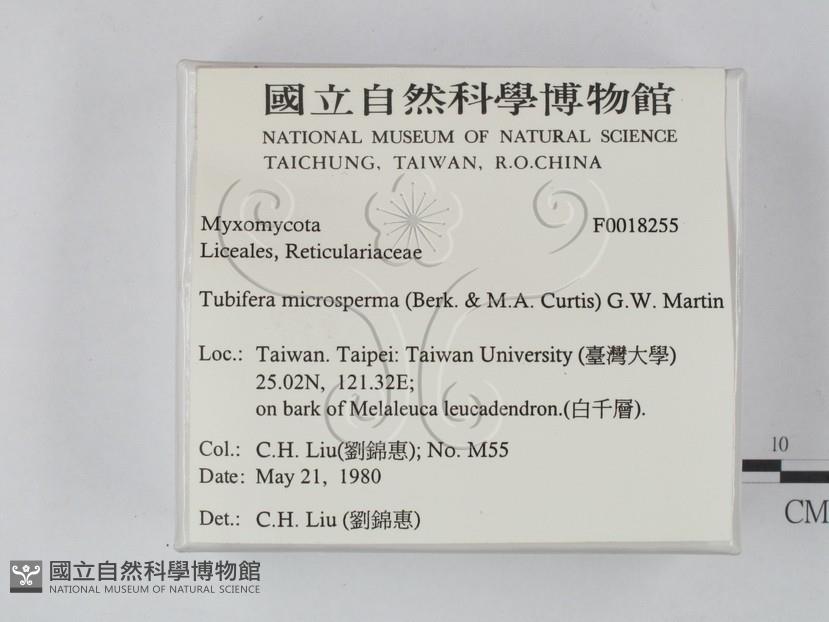 國立自然科學博物館
NATIONAL MUSEUM OF NATURAL SCIENCE
TAICHUNG, TAIWAN, R.O.CHINA
Myxomycota F0018255
Liceales, Reticulariaceae
Tubifera microsperma (Berk. & M.A. Curtis) G.W. Martin
Loc.: Taiwan. Taipei: Taiwan University (臺灣大學)
25.02N, 121.32E;
on bark of Melaleuca leucadendron.(白千層).
Col.: C.H. Liu(劉錦惠); No. M55
Date: May 21, 1980
Det.: C.H. Liu (劉錦惠)
10
CM
國立自然科學博物館
NATIONAL MUSEUM OF NATURAL SCIENCE